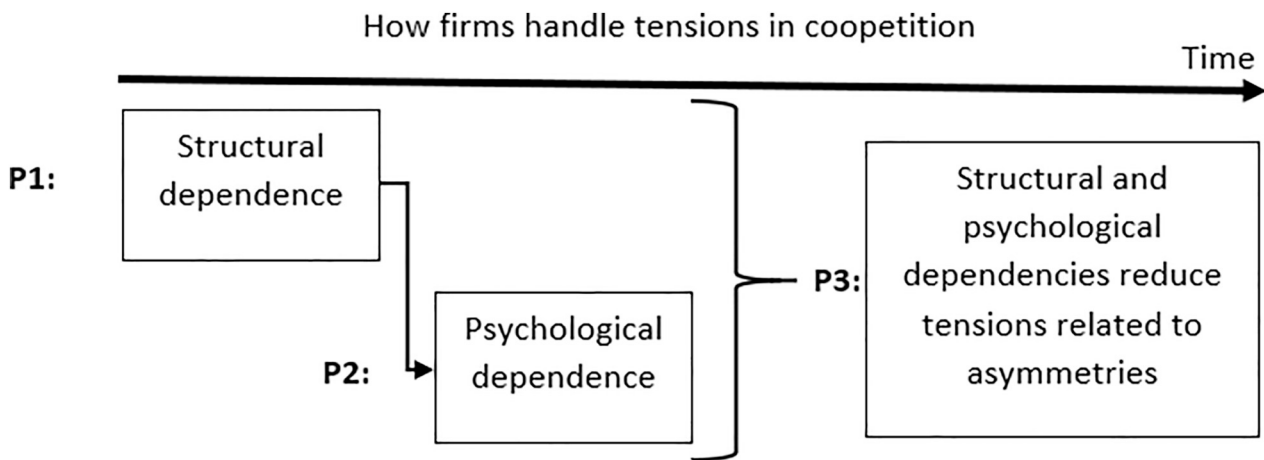 How firms handle tensions in coopetition
Time
P1:
Structural
dependence
P2:
Psychological
dependence
P3:
Structural and
psychological
dependencies reduce
tensions related to
asymmetries